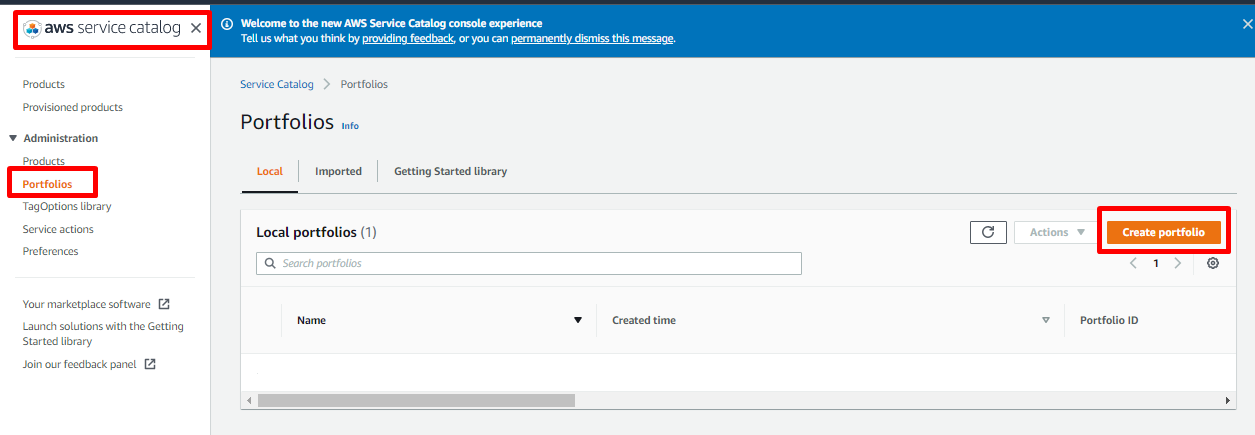 aws service catalog
Products
Provisioned products
Administration
Products
Portfolios
TagOptions library
Service actions
Preferences
Your marketplace software
Launch solutions with the Getting
Started library
Join our feedback panel
Welcome to the new AWS Service Catalog console experience
Tell us what you think by providing feedback, or you can permanently dismiss this message.
Service Catalog Portfolios
Portfolios Info
Local Imported Getting Started library
Local portfolios (1) Actions Create portfolio
Search portfolios 1
Name Created time Portfolio ID